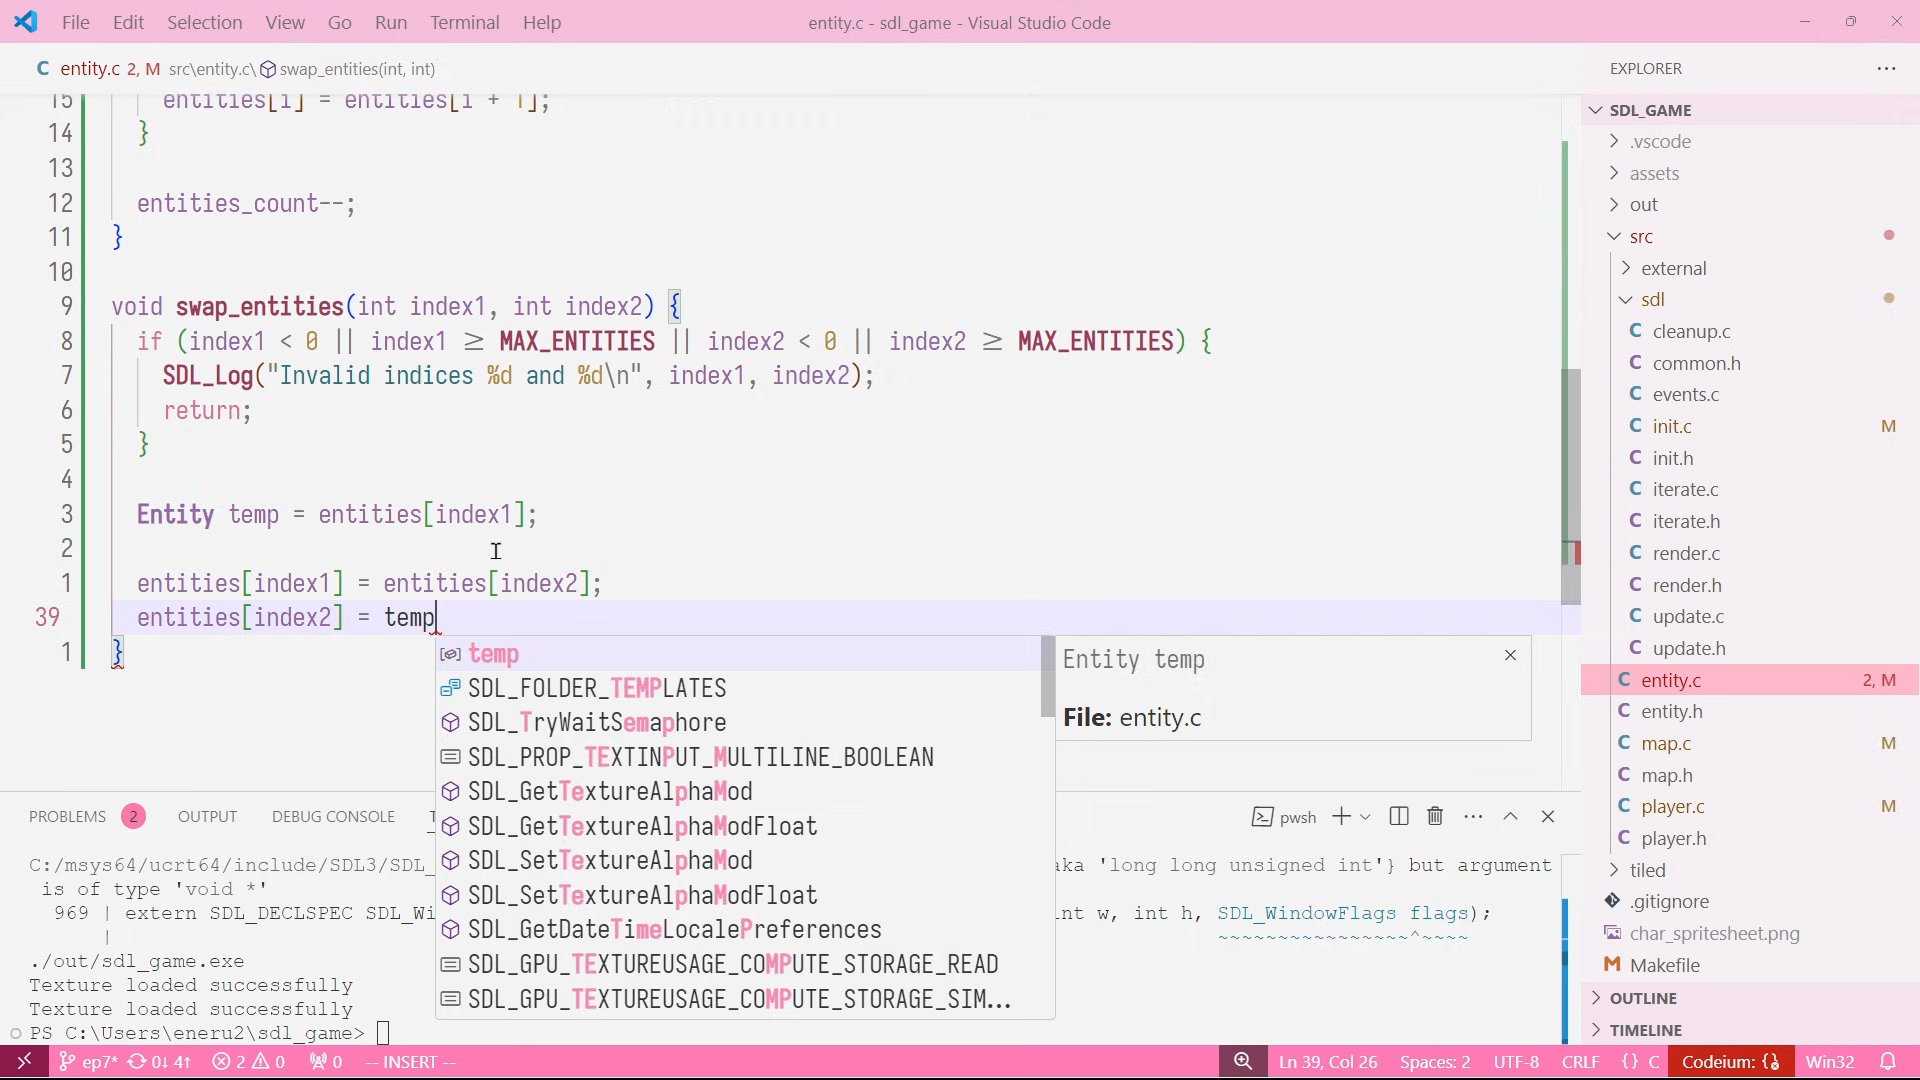 File Edit Selection View Go Run Terminal Help
entity.c - sdl_game - Visual Studio Code
entity.c 2, M src\entity.c\ swap_entities(int, int)
15 entities[i] = entities[i + 1];
14 }
13
12 entities_count--;
11 }
10
9 void swap_entities(int index1, int index2) {
8 if (index1 < 0 || index1 ≥ MAX_ENTITIES || index2 < 0 || index2 ≥ MAX_ENTITIES) {
7 SDL_Log("Invalid indices %d and %d\n", index1, index2);
6 return;
5 }
4
3 Entity temp = entities[index1];
2
1 entities[index1] = entities[index2];
39 entities[index2] = temp
1 }
temp
SDL_FOLDER_TEMPLATES
SDL_TryWaitSemaphore
SDL_PROP_TEXTINPUT_MULTILINE_BOOLEAN
SDL_GetTextureAlphaMod
SDL_GetTextureAlphaModFloat
SDL_SetTextureAlphaMod
SDL_SetTextureAlphaModFloat
SDL_GetDateTimeLocalePreferences
SDL_GPU_TEXTUREUSAGE_COMPUTE_STORAGE_READ
SDL_GPU_TEXTUREUSAGE_COMPUTE_STORAGE_SIM...
Entity temp
File: entity.c
EXPLORER
SDL_GAME
.vscode
assets
out
src
external
sdl
cleanup.c
common.h
events.c
init.c M
init.h
iterate.c
iterate.h
render.c
render.h
update.c
update.h
entity.c 2, M
entity.h
map.c M
map.h
player.c M
player.h
tiled
.gitignore
char_spritesheet.png
Makefile
OUTLINE
TIMELINE
PROBLEMS 2 OUTPUT DEBUG CONSOLE
pwsh
C:/msys64/ucrt64/include/SDL3/SDL_ aka 'long long unsigned int'} but argument
is of type 'void *'
969 | extern SDL_DECLSPEC SDL_Wi int w, int h, SDL_WindowFlags flags);
| ~~~~~~~~~~~~~~~~^~~~~
./out/sdl_game.exe
Texture loaded successfully
Texture loaded successfully
PS C:\Users\eneru2\sdl_game>
ep7* 0↓ 4↑ 2 0 0 -- INSERT -- Ln 39, Col 26 Spaces: 2 UTF-8 CRLF {} C Codeium: {} Win32